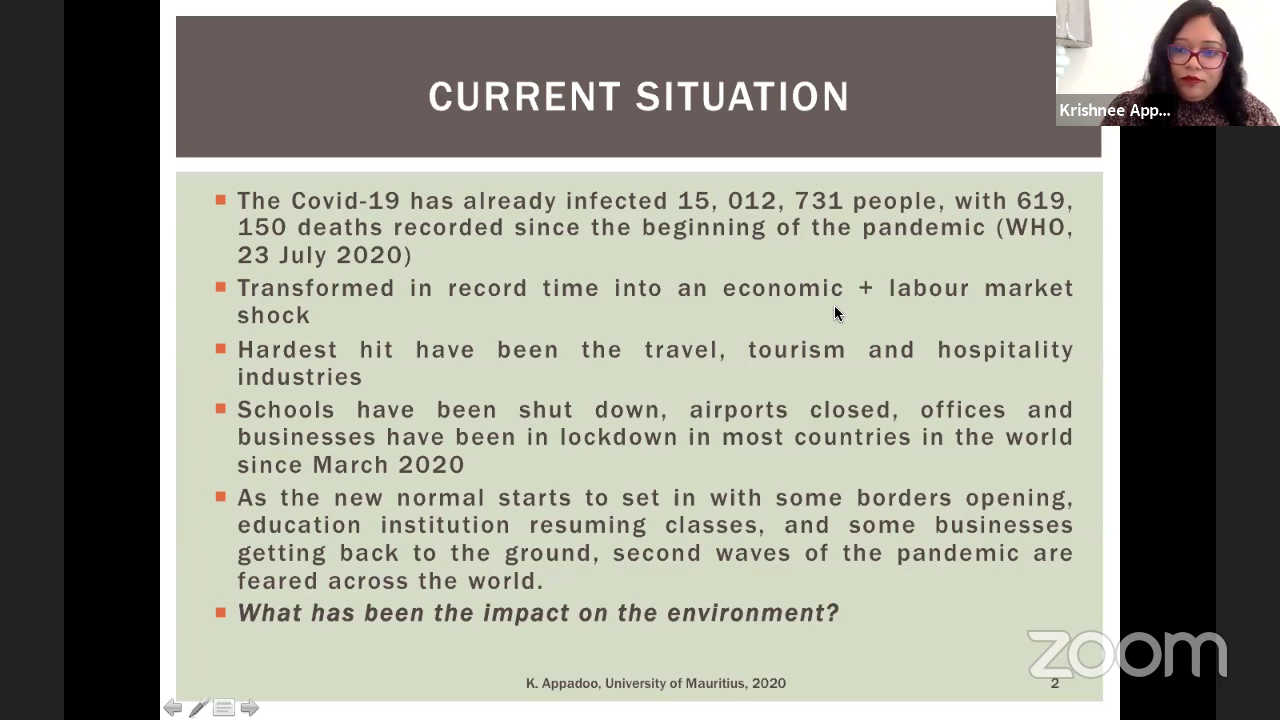 CURRENT SITUATION
Krishnee App...
The Covid-19 has already infected 15, 012, 731 people, with 619,
150 deaths recorded since the beginning of the pandemic (WHO,
23 July 2020)
Transformed in record time into an economic + labour market
shock
Hardest hit have been the travel, tourism and hospitality
industries
Schools have been shut down, airports closed, offices and
businesses have been in lockdown in most countries in the world
since March 2020
As the new normal starts to set in with some borders opening,
education institution resuming classes, and some businesses
getting back to the ground, second waves of the pandemic are
feared across the world.
What has been the impact on the environment?
zoom
K. Appadoo, University of Mauritius, 2020
2